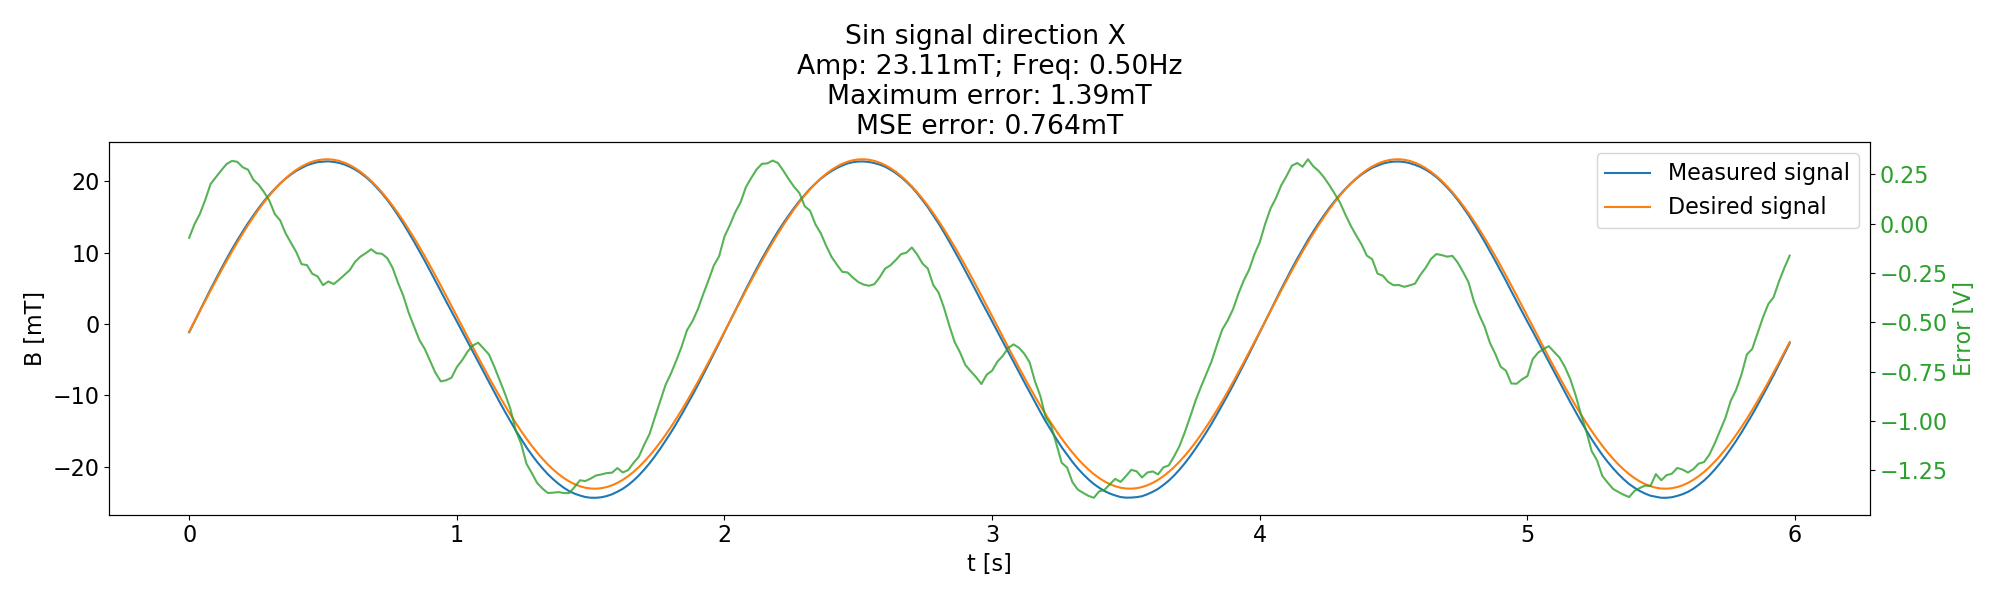 Sin signal direction X
Amp: 23.11mT; Freq: 0.50Hz
Maximum error: 1.39mT
MSE error: 0.764mT
Measured signal
Desired signal
B [mT]
20
10
0
−10
−20
0.25
0.00
−0.25
−0.50
−0.75
−1.00
−1.25
Error [V]
0 1 2 3 4 5 6
t [s]